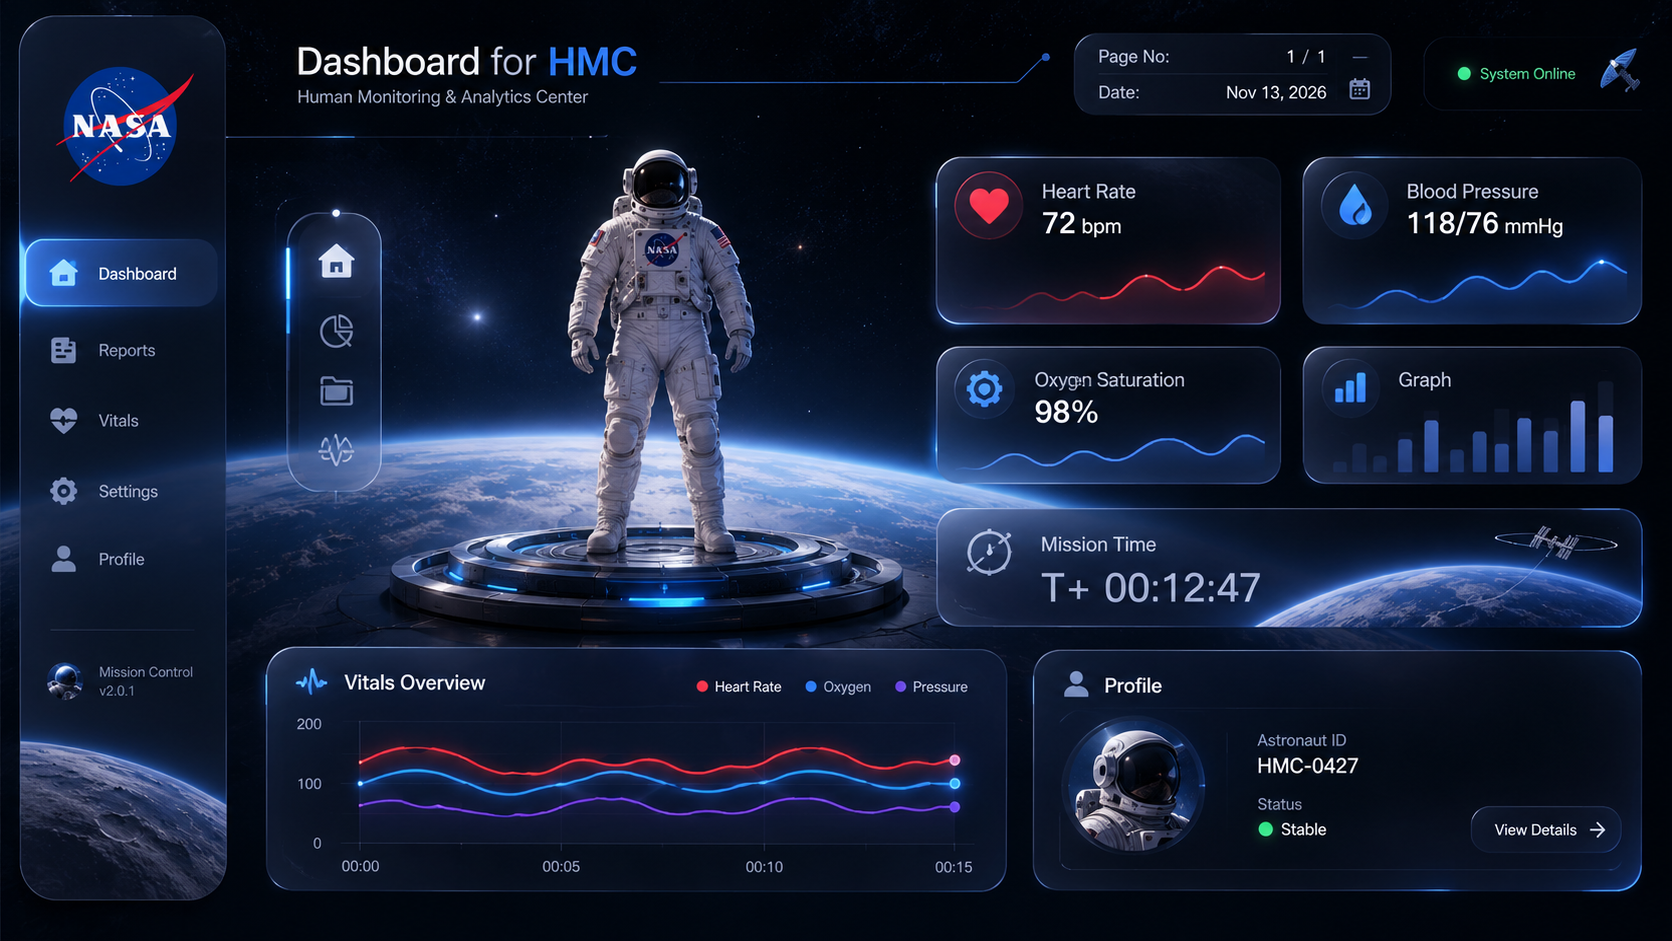 NASA
Dashboard
Reports
Vitals
Settings
Profile
Mission Control
v2.0.1
Dashboard for HMC
Human Monitoring & Analytics Center
Page No: 1 / 1
Date: Nov 13, 2026
System Online
NASA
Heart Rate
72 bpm
Blood Pressure
118/76 mmHg
Oxygen Saturation
98%
Graph
Mission Time
T+ 00:12:47
Vitals Overview
Heart Rate Oxygen Pressure
200
100
0
00:00 00:05 00:10 00:15
Profile
Astronaut ID
HMC-0427
Status
Stable
View Details